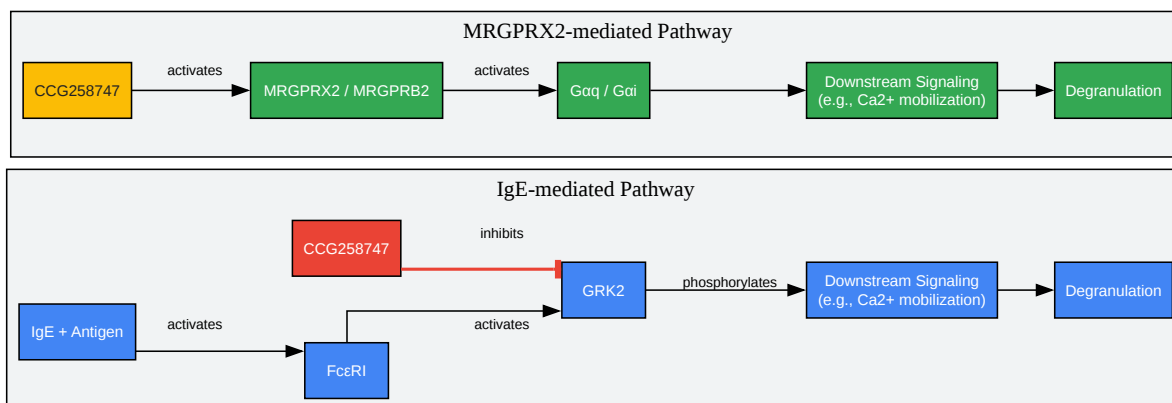 MRGPRX2-mediated Pathway
CCG258747
activates
MRGPRX2 / MRGPRB2
activates
Gαq / Gαi
Downstream Signaling
(e.g., Ca2+ mobilization)
Degranulation
IgE-mediated Pathway
CCG258747
inhibits
GRK2
phosphorylates
Downstream Signaling
(e.g., Ca2+ mobilization)
Degranulation
IgE + Antigen
activates
FcεRI
activates